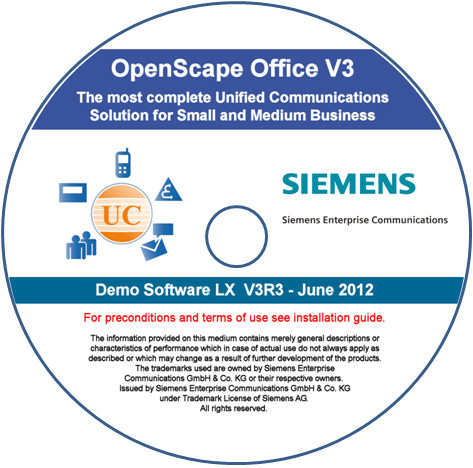 OpenScape Office V3
The most complete Unified Communications
Solution for Small and Medium Business
UC
SIEMENS
Siemens Enterprise Communications
Demo Software LX V3R3 - June 2012
For preconditions and terms of use see installation guide.
The information provided on this medium contains merely general descriptions or
characteristics of performance which in case of actual use do not always apply as
described or which may change as a result of further development of the products.
The trademarks used are owned by Siemens Enterprise
Communications GmbH & Co. KG or their respective owners.
Issued by Siemens Enterprise Communications GmbH & Co. KG
under Trademark License of Siemens AG.
All rights reserved.